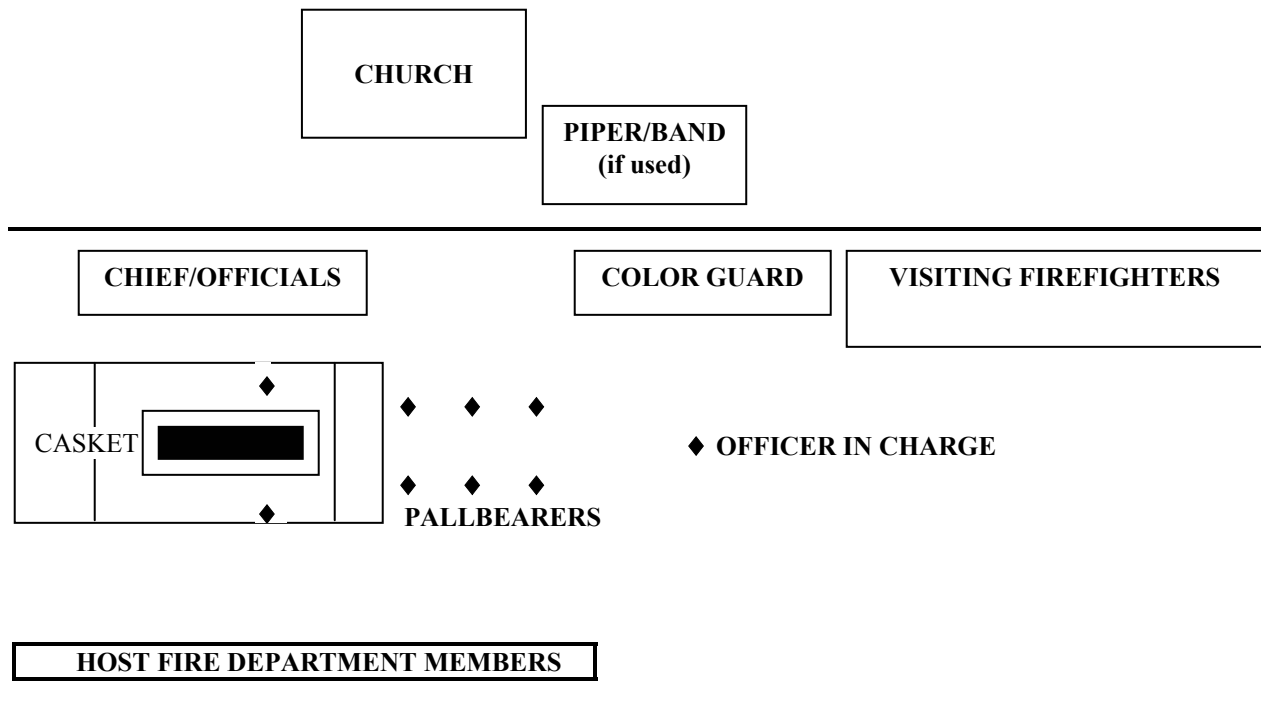 CHURCH
PIPER/BAND
(if used)
CHIEF/OFFICIALS
COLOR GUARD
VISITING FIREFIGHTERS
CASKET
OFFICER IN CHARGE
PALLBEARERS
HOST FIRE DEPARTMENT MEMBERS